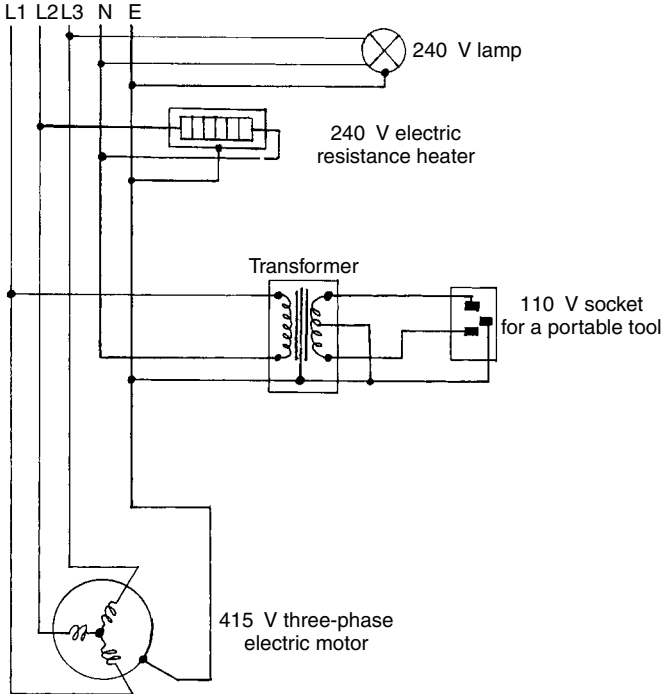 L1 L2 L3 N E
240 V lamp
240 V electric
resistance heater
Transformer
110 V socket
for a portable tool
415 V three-phase
electric motor